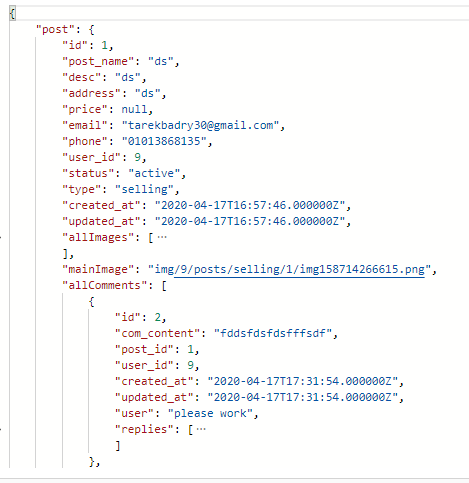 {
"post": {
"id": 1,
"post_name": "ds",
"desc": "ds",
"address": "ds",
"price": null,
"email": "tarekbadry30@gmail.com",
"phone": "01013868135",
"user_id": 9,
"status": "active",
"type": "selling",
"created_at": "2020-04-17T16:57:46.000000Z",
"updated_at": "2020-04-17T16:57:46.000000Z",
"allImages": [···
],
"mainImage": "img/9/posts/selling/1/img158714266615.png",
"allComments": [
{
"id": 2,
"com_content": "fddsfdsfdsfffsdf",
"post_id": 1,
"user_id": 9,
"created_at": "2020-04-17T17:31:54.000000Z",
"updated_at": "2020-04-17T17:31:54.000000Z",
"user": "please work",
"replies": [···
]
},